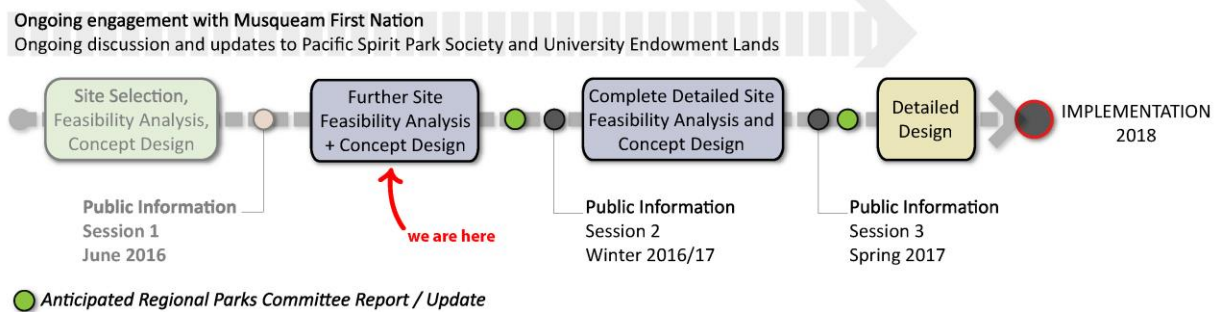 Ongoing engagement with Musqueam First Nation
Ongoing discussion and updates to Pacific Spirit Park Society and University Endowment Lands
Site Selection,
Feasibility Analysis,
Concept Design
Further Site
Feasibility Analysis
+ Concept Design
Complete Detailed Site
Feasibility Analysis and
Concept Design
Detailed
Design
IMPLEMENTATION
2018
Public Information
Session 1
June 2016
we are here
Public Information
Session 2
Winter 2016/17
Public Information
Session 3
Spring 2017
Anticipated Regional Parks Committee Report / Update